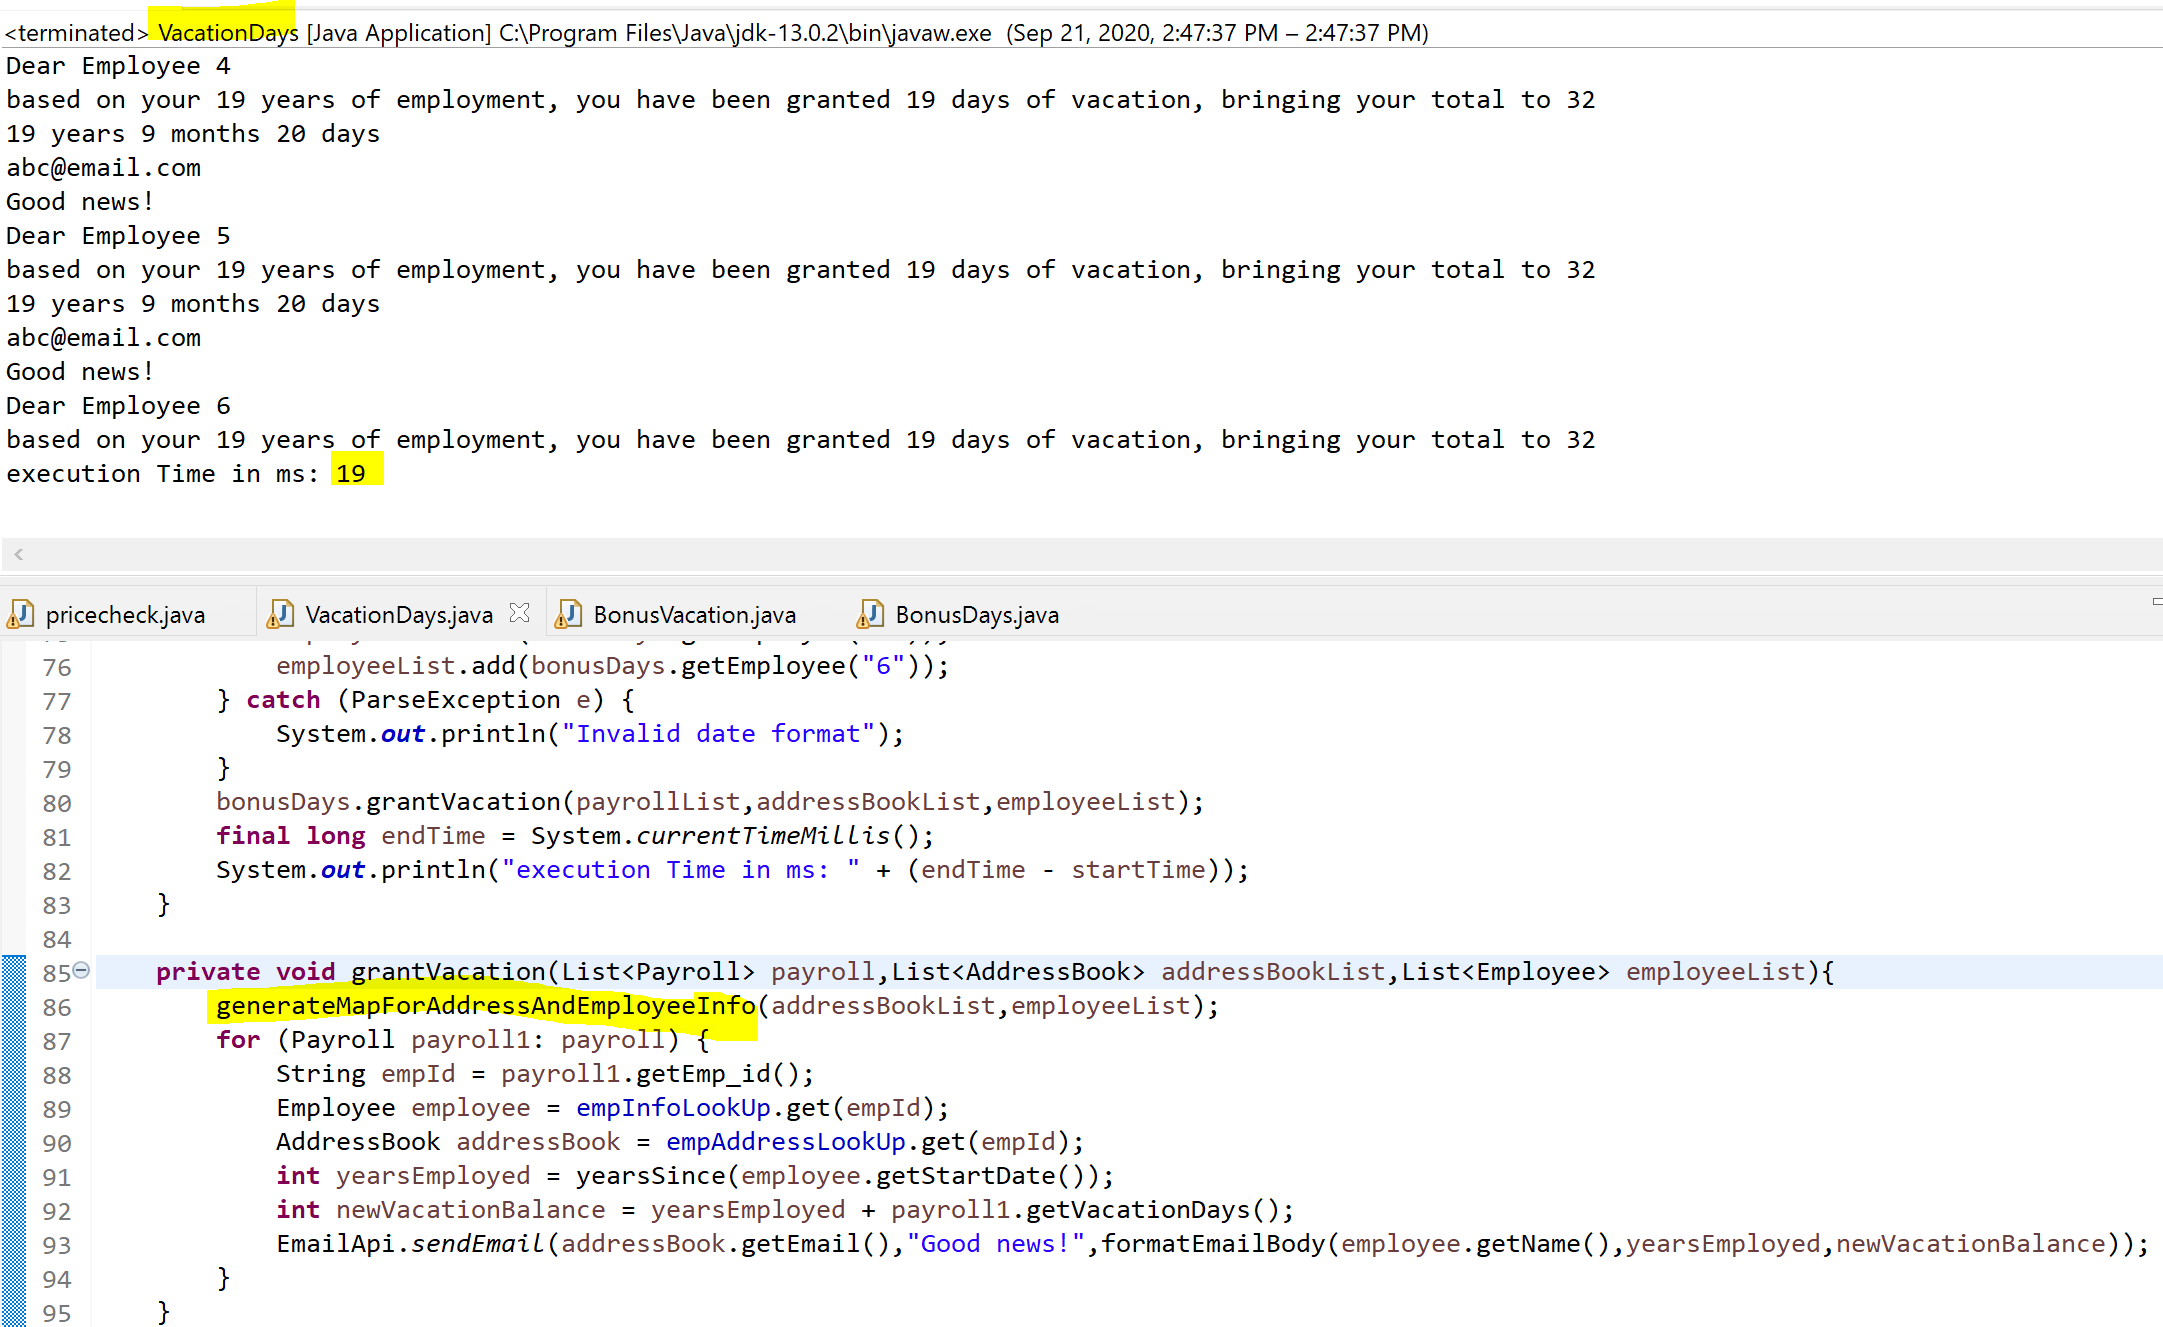 <terminated> VacationDays [Java Application] C:\Program Files\Java\jdk-13.0.2\bin\javaw.exe  (Sep 21, 2020, 2:47:37 PM – 2:47:37 PM)
Dear Employee 4
based on your 19 years of employment, you have been granted 19 days of vacation, bringing your total to 32
19 years 9 months 20 days
abc@email.com
Good news!
Dear Employee 5
based on your 19 years of employment, you have been granted 19 days of vacation, bringing your total to 32
19 years 9 months 20 days
abc@email.com
Good news!
Dear Employee 6
based on your 19 years of employment, you have been granted 19 days of vacation, bringing your total to 32
execution Time in ms: 19
pricecheck.java VacationDays.java BonusVacation.java BonusDays.java
76             employeeList.add(bonusDays.getEmployee("6"));
77         } catch (ParseException e) {
78             System.out.println("Invalid date format");
79         }
80         bonusDays.grantVacation(payrollList,addressBookList,employeeList);
81         final long endTime = System.currentTimeMillis();
82         System.out.println("execution Time in ms: " + (endTime - startTime));
83     }
84
85     private void grantVacation(List<Payroll> payroll,List<AddressBook> addressBookList,List<Employee> employeeList){
86         generateMapForAddressAndEmployeeInfo(addressBookList,employeeList);
87         for (Payroll payroll1: payroll) {
88             String empId = payroll1.getEmp_id();
89             Employee employee = empInfoLookUp.get(empId);
90             AddressBook addressBook = empAddressLookUp.get(empId);
91             int yearsEmployed = yearsSince(employee.getStartDate());
92             int newVacationBalance = yearsEmployed + payroll1.getVacationDays();
93             EmailApi.sendEmail(addressBook.getEmail(),"Good news!",formatEmailBody(employee.getName(),yearsEmployed,newVacationBalance));
94         }
95     }